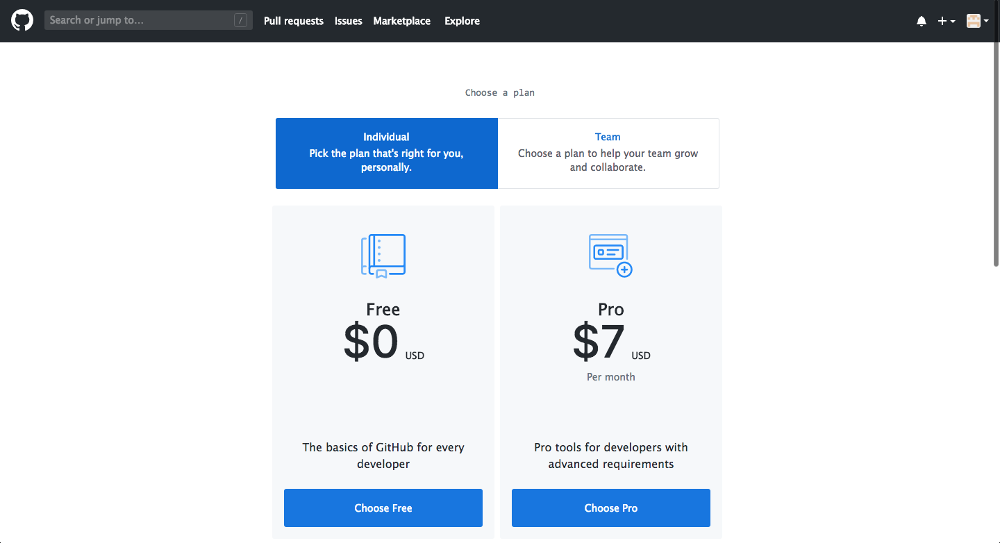 Search or jump to... /
Pull requests
Issues
Marketplace
Explore
Choose a plan
Individual
Pick the plan that's right for you,
personally.
Team
Choose a plan to help your team grow
and collaborate.
Free
$0 USD
The basics of GitHub for every
developer
Choose Free
Pro
$7 USD
Per month
Pro tools for developers with
advanced requirements
Choose Pro